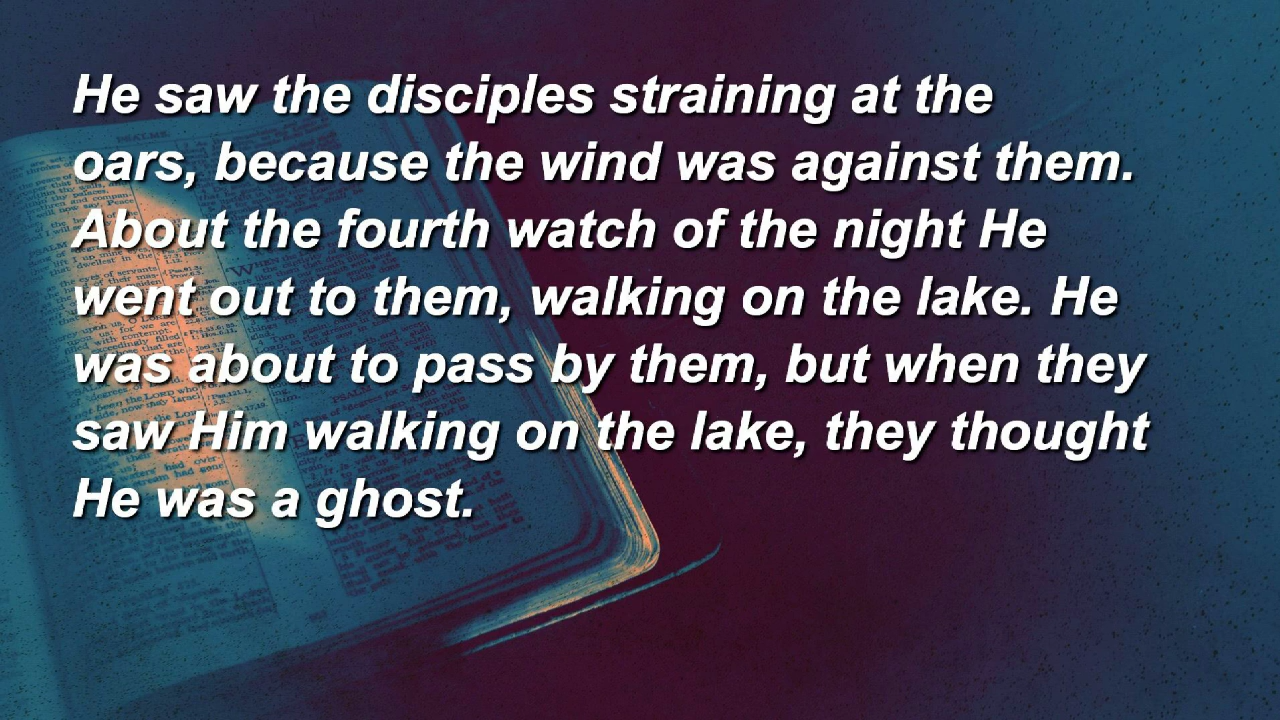 He saw the disciples straining at the
oars, because the wind was against them.
About the fourth watch of the night He
went out to them, walking on the lake. He
was about to pass by them, but when they
saw Him walking on the lake, they thought
He was a ghost.